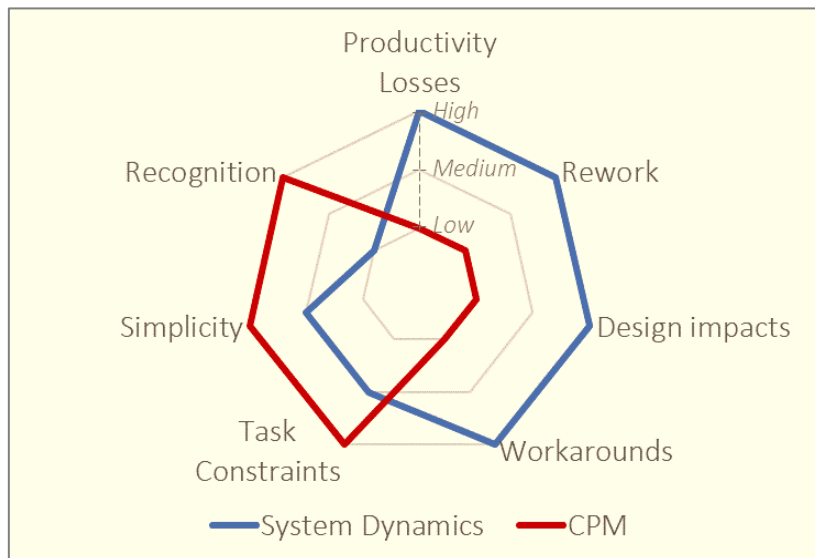 Productivity
Losses
High
Recognition
Medium
Rework
Low
Simplicity
Design impacts
Task
Constraints
Workarounds
System Dynamics
CPM